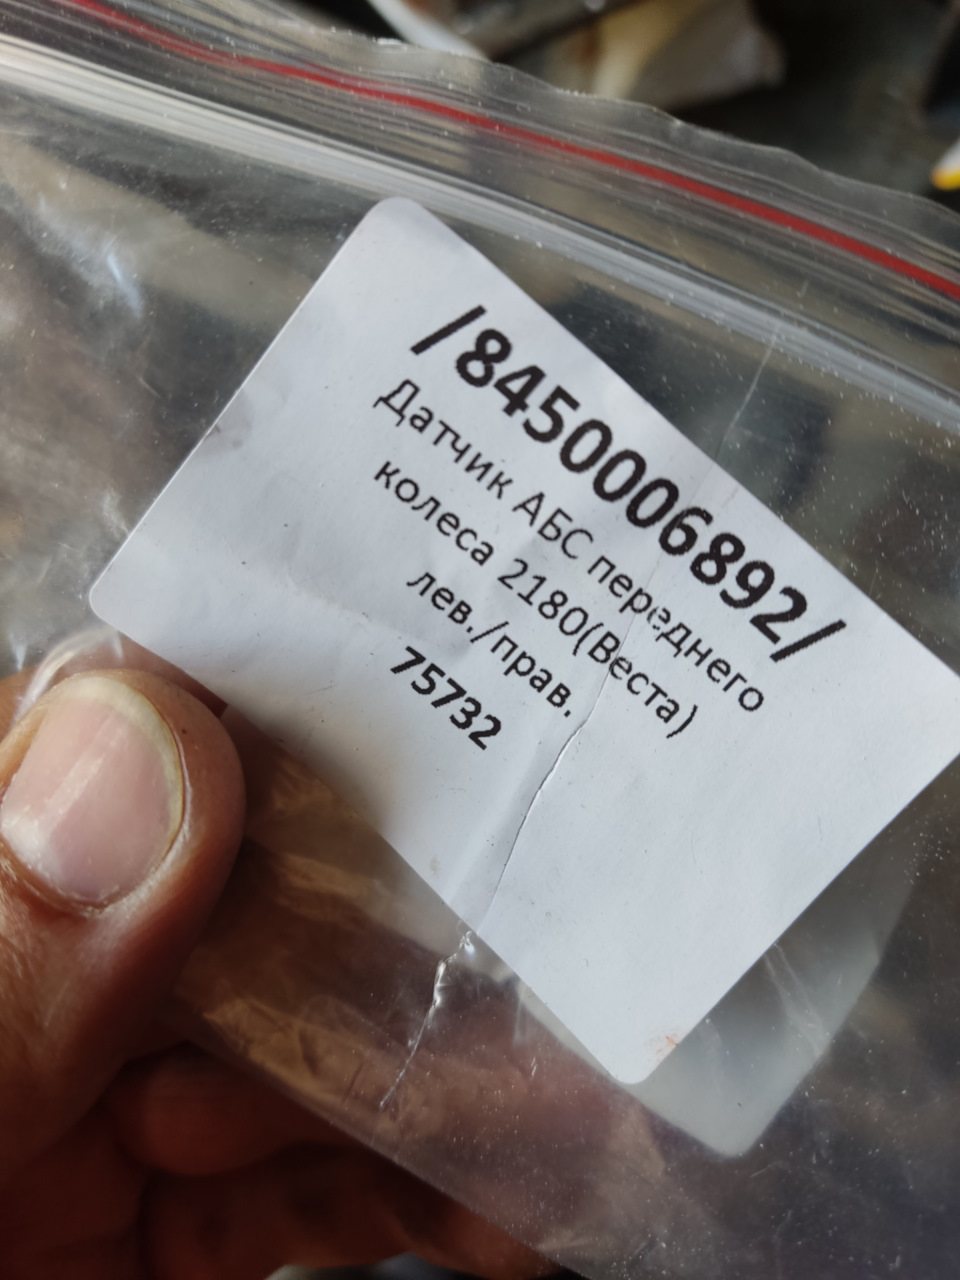 /8450006892/
Датчик АБС переднего
колеса 2180(Веста)
лев./прав.
75732